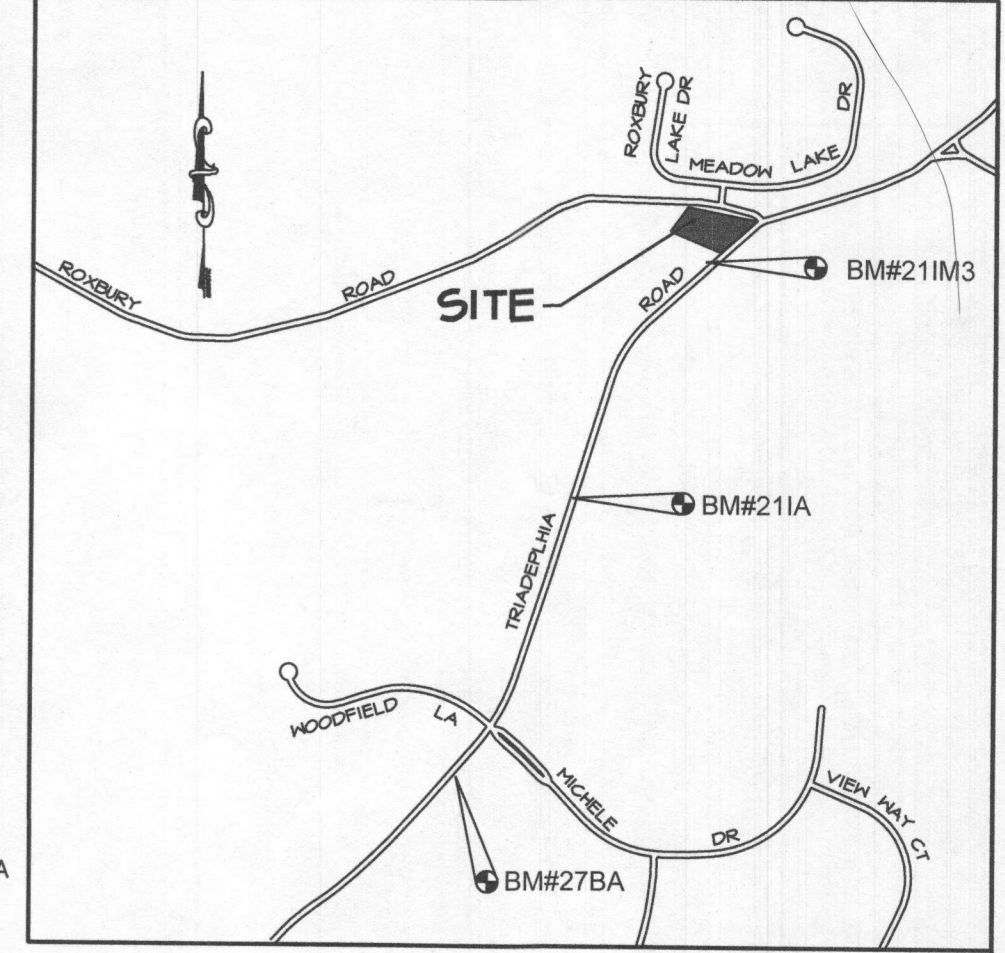 ROXBURY
LAKE DR
MEADOW LAKE DR
ROXBURY ROAD
SITE
ROAD
BM#21IM3
BM#21IA
TRIADEPLHIA
WOODFIELD LA
MICHELE DR
VIEW WAY CT
BM#27BA
A